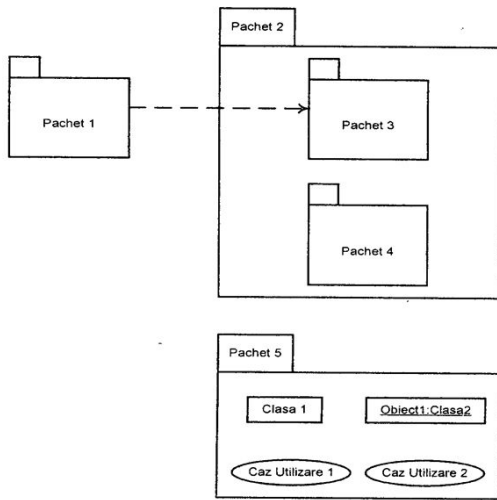 Pachet 2
Pachet 1
Pachet 3
Pachet 4
Pachet 5
Clasa 1
Obiect1:Clasa2
Caz Utilizare 1
Caz Utilizare 2